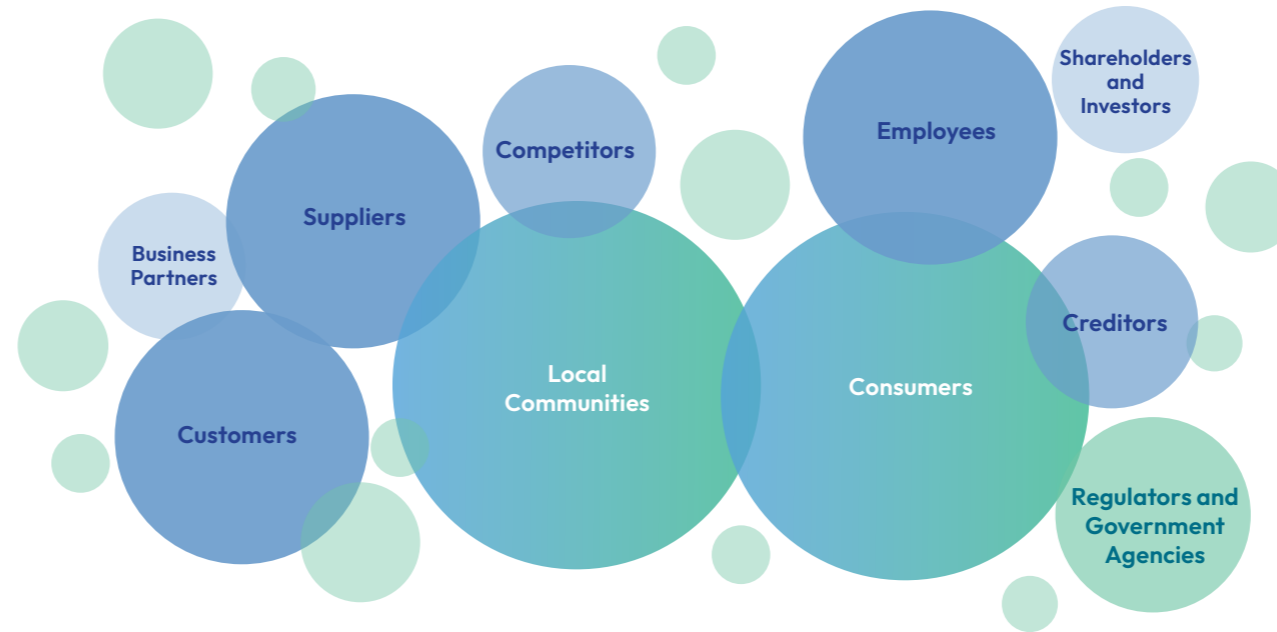 Shareholders
and
Investors
Employees
Competitors
Suppliers
Business
Partners
Creditors
Local
Communities
Consumers
Customers
Regulators and
Government
Agencies